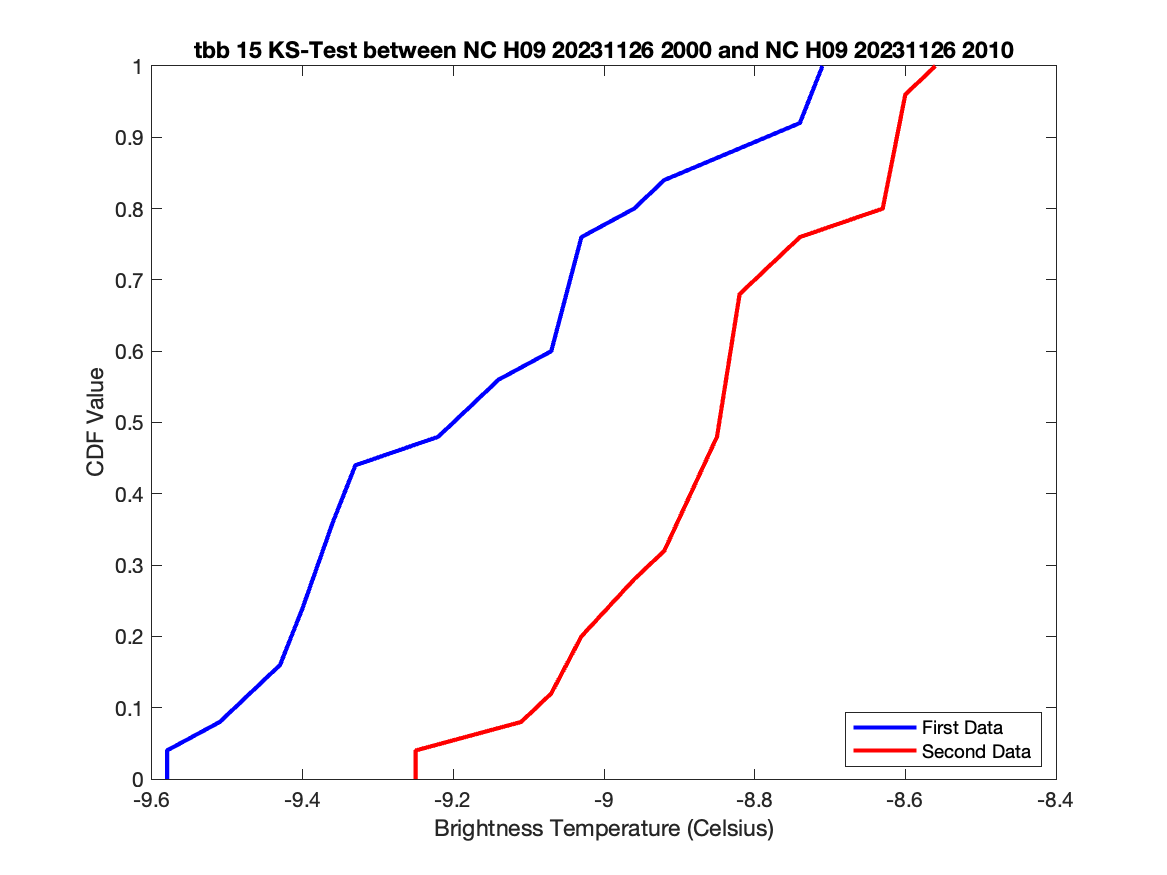 tbb 15 KS-Test between NC H09 20231126 2000 and NC H09 20231126 2010
1
0.9
0.8
0.7
0.6
0.5
0.4
0.3
0.2
0.1
0
CDF Value
First Data
Second Data
-9.6 -9.4 -9.2 -9 -8.8 -8.6 -8.4
Brightness Temperature (Celsius)